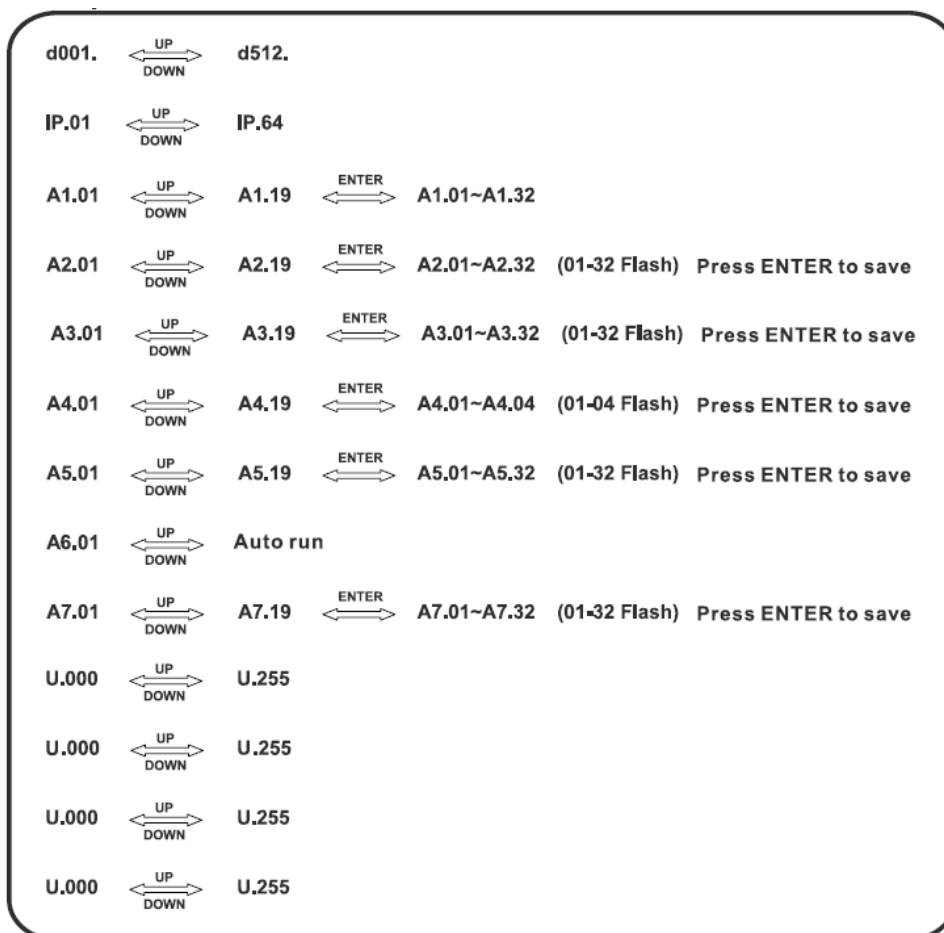 d001. UP DOWN d512.
IP.01 UP DOWN IP.64
A1.01 UP DOWN A1.19 ENTER A1.01~A1.32
A2.01 UP DOWN A2.19 ENTER A2.01~A2.32 (01-32 Flash) Press ENTER to save
A3.01 UP DOWN A3.19 ENTER A3.01~A3.32 (01-32 Flash) Press ENTER to save
A4.01 UP DOWN A4.19 ENTER A4.01~A4.04 (01-04 Flash) Press ENTER to save
A5.01 UP DOWN A5.19 ENTER A5.01~A5.32 (01-32 Flash) Press ENTER to save
A6.01 UP DOWN Auto run
A7.01 UP DOWN A7.19 ENTER A7.01~A7.32 (01-32 Flash) Press ENTER to save
U.000 UP DOWN U.255
U.000 UP DOWN U.255
U.000 UP DOWN U.255
U.000 UP DOWN U.255